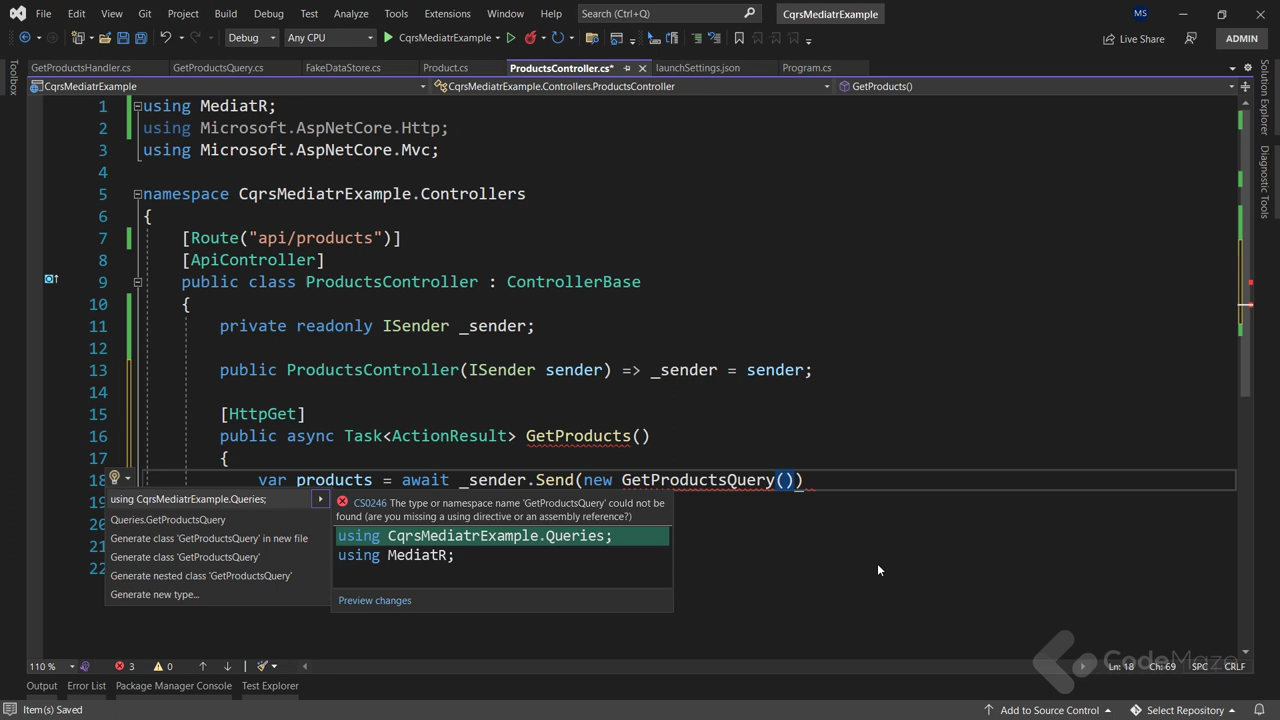 File Edit View Git Project Build Debug Test Analyze Tools Extensions Window Help Search (Ctrl+Q) CqrsMediatrExample MS
Debug Any CPU CqrsMediatrExample Live Share ADMIN
GetProductsHandler.cs GetProductsQuery.cs FakeDataStore.cs Product.cs ProductsController.cs* launchSettings.json Program.cs
CqrsMediatrExample CqrsMediatrExample.Controllers.ProductsController GetProducts()
Toolbox
Solution Explorer
Diagnostic Tools
1 using MediatR;
2 using Microsoft.AspNetCore.Http;
3 using Microsoft.AspNetCore.Mvc;
4
5 namespace CqrsMediatrExample.Controllers
6 {
7 [Route("api/products")]
8 [ApiController]
9 public class ProductsController : ControllerBase
10 {
11 private readonly ISender _sender;
12
13 public ProductsController(ISender sender) => _sender = sender;
14
15 [HttpGet]
16 public async Task<ActionResult> GetProducts()
17 {
18 var products = await _sender.Send(new GetProductsQuery())
using CqrsMediatrExample.Queries;
Queries.GetProductsQuery
Generate class 'GetProductsQuery' in new file
Generate class 'GetProductsQuery'
Generate nested class 'GetProductsQuery'
Generate new type...
CS0246 The type or namespace name 'GetProductsQuery' could not be
found (are you missing a using directive or an assembly reference?)
using CqrsMediatrExample.Queries;
using MediatR;
Preview changes
20
21
22
110 % 3 0 Ln: 18 Ch: 69 SPC CRLF
CodeMaze
Output Error List Package Manager Console Test Explorer
Item(s) Saved Add to Source Control Select Repository